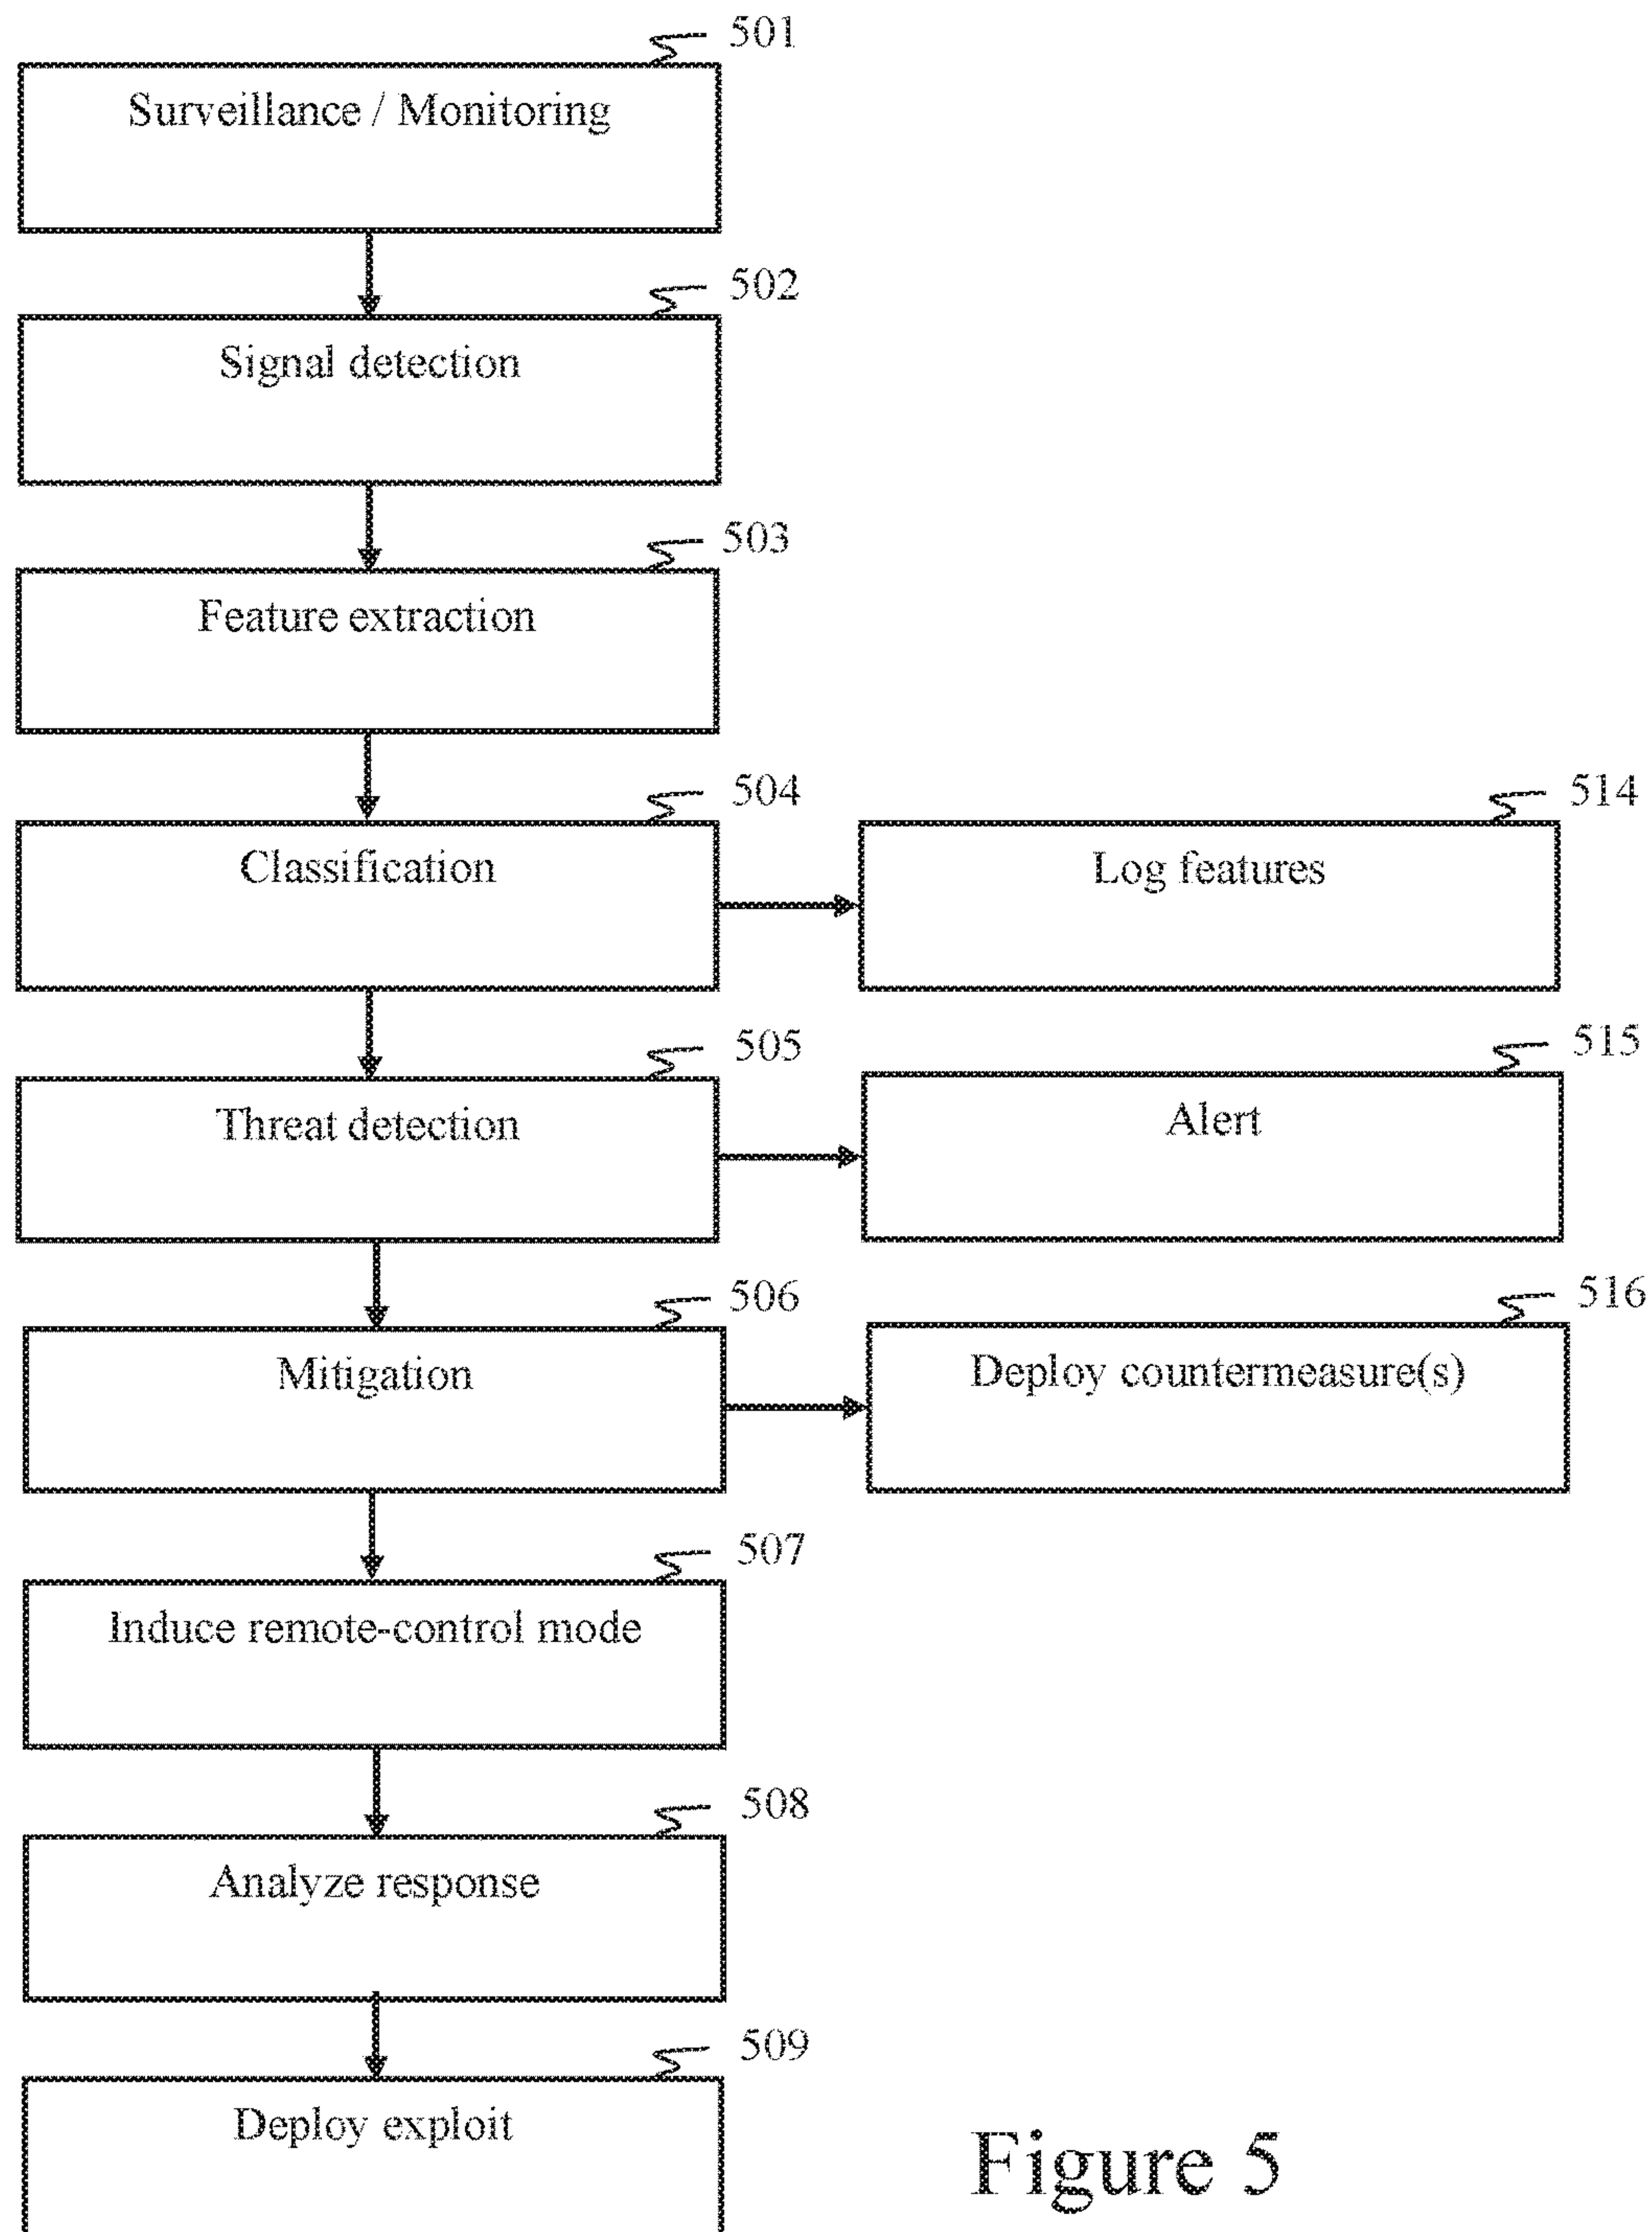 501
Surveillance / Monitoring
502
Signal detection
503
Feature extraction
504
Classification
514
Log features
505
Threat detection
515
Alert
506
Mitigation
516
Deploy countermeasure(s)
507
Induce remote-control mode
508
Analyze response
509
Deploy exploit
Figure 5